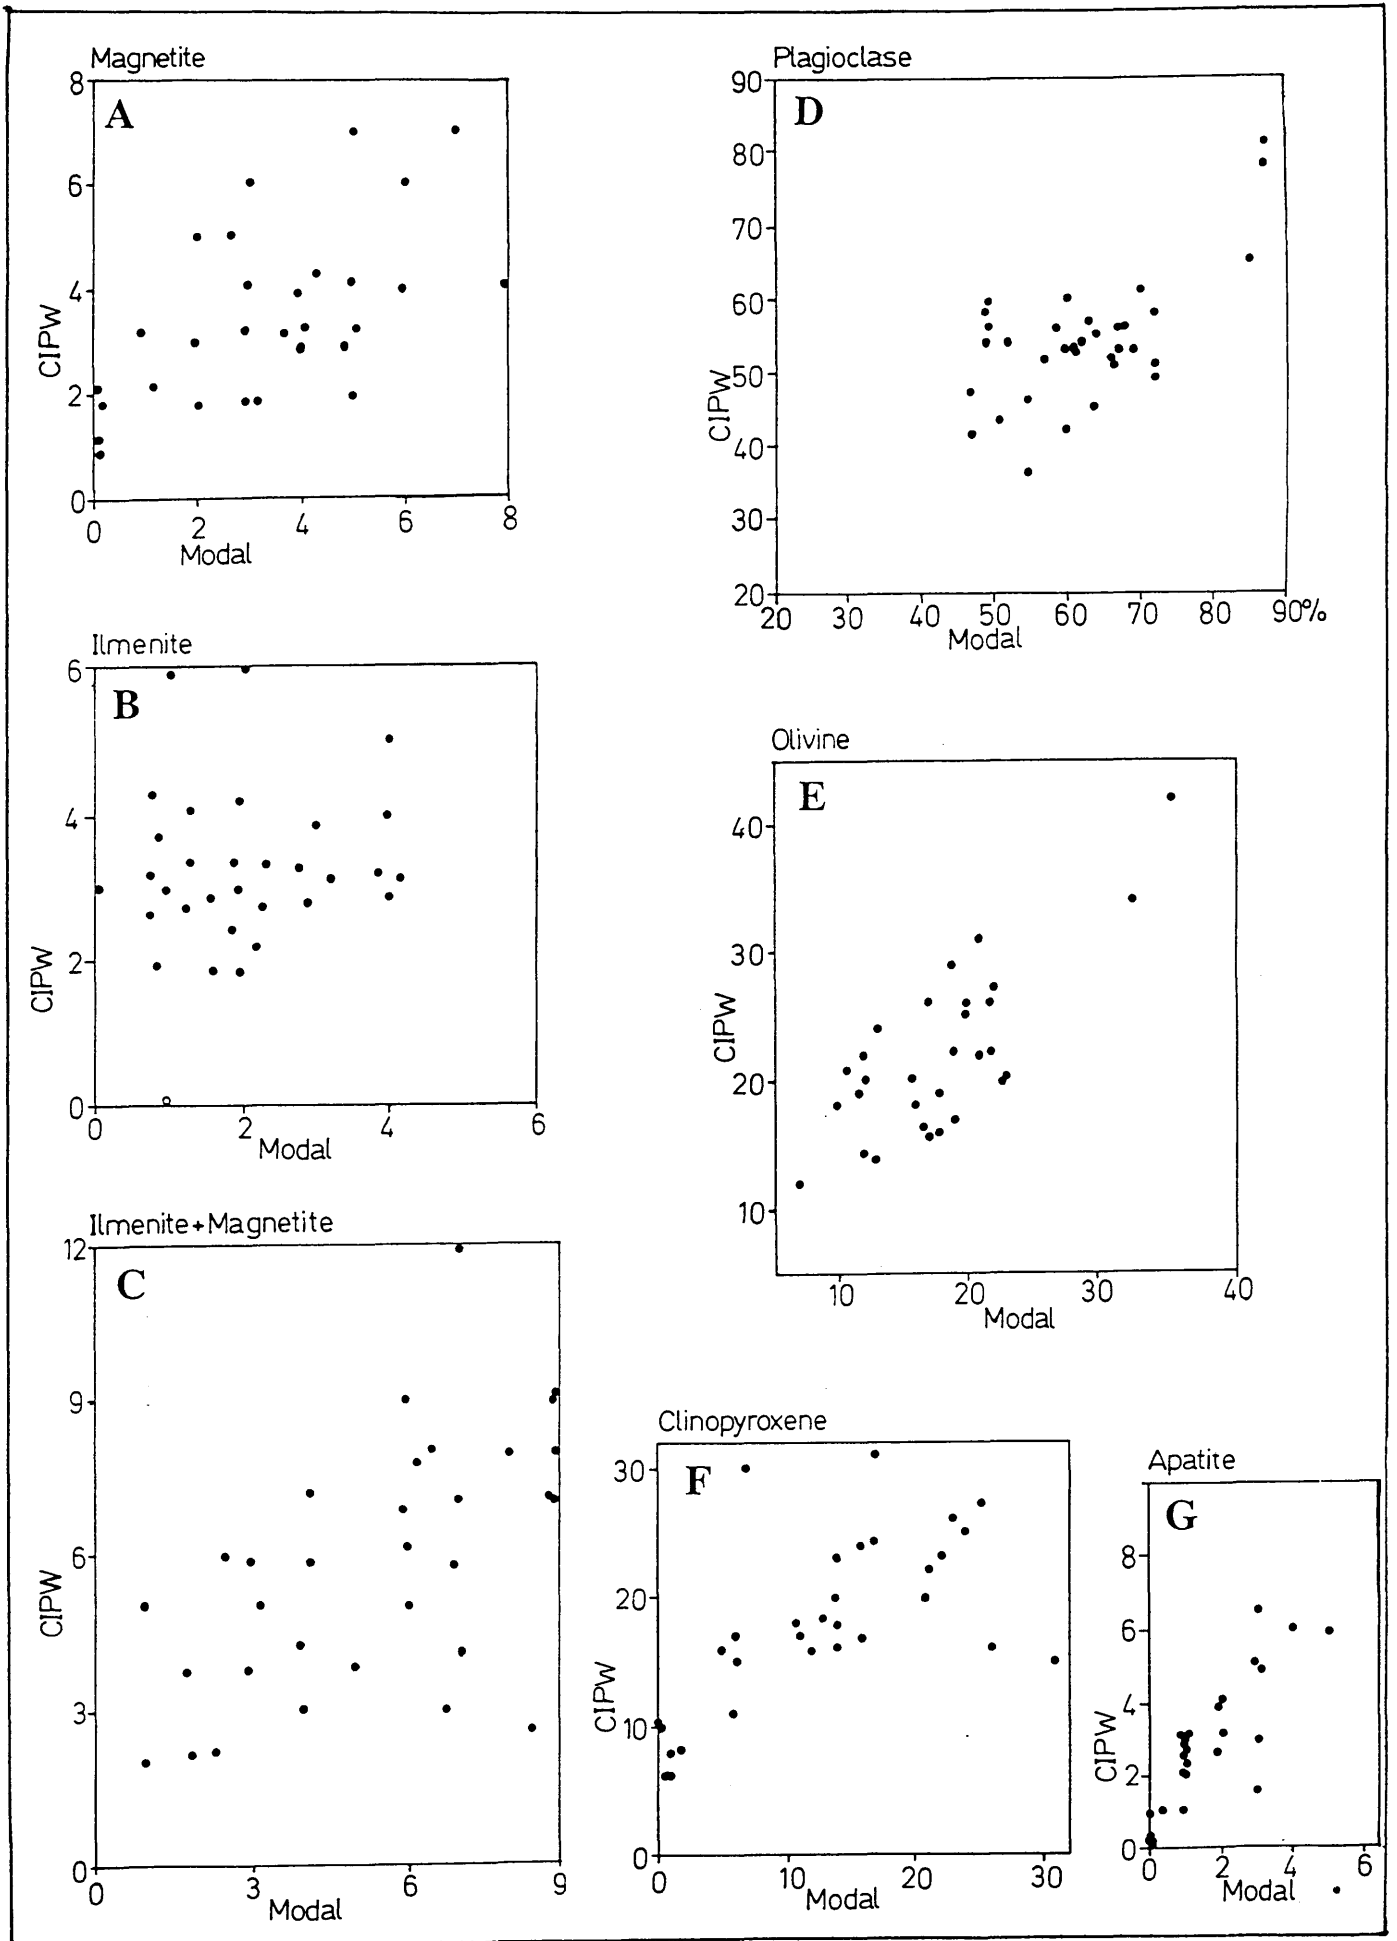 Magnetite
A
8
6
4
2
0
CIPW
0 2 4 6 8
Modal
Ilmenite
B
6
4
2
0
CIPW
0 2 4 6
Modal
Ilmenite+Magnetite
C
12
9
6
3
0
CIPW
0 3 6 9
Modal
Plagioclase
D
90
80
70
60
50
40
30
20
CIPW
20 30 40 50 60 70 80 90%
Modal
Olivine
E
40
30
20
10
CIPW
10 20 30 40
Modal
Clinopyroxene
F
30
20
10
0
CIPW
0 10 20 30
Modal
Apatite
G
8
6
4
2
0
CIPW
0 2 4 6
Modal